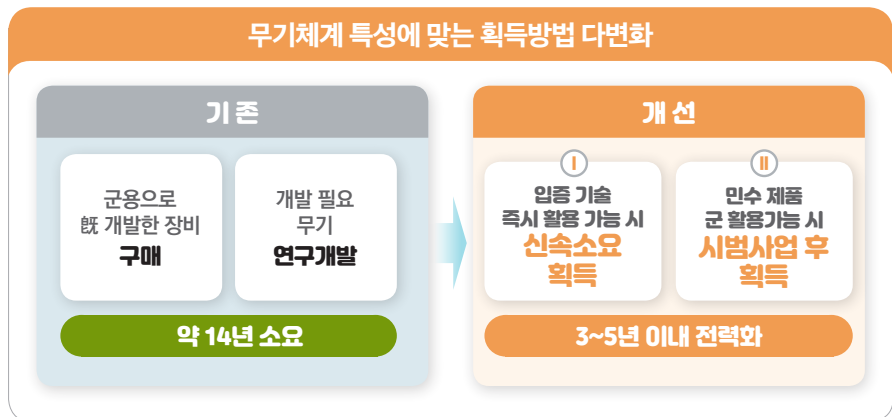 무기체계 특성에 맞는 획득방법 다변화
기 존
군용으로
旣 개발한 장비
구매
개발 필요
무기
연구개발
약 14년 소요
개 선
Ⅰ
입증 기술
즉시 활용 가능 시
신속소요
획득
Ⅱ
민수 제품
군 활용가능 시
시범사업 후
획득
3~5년 이내 전력화